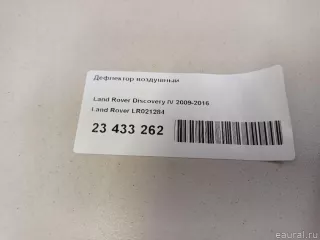 Дефлектор воздушный
Land Rover Discovery IV 2009-2016
Land Rover LR021284
23 433 262
eaural.ru